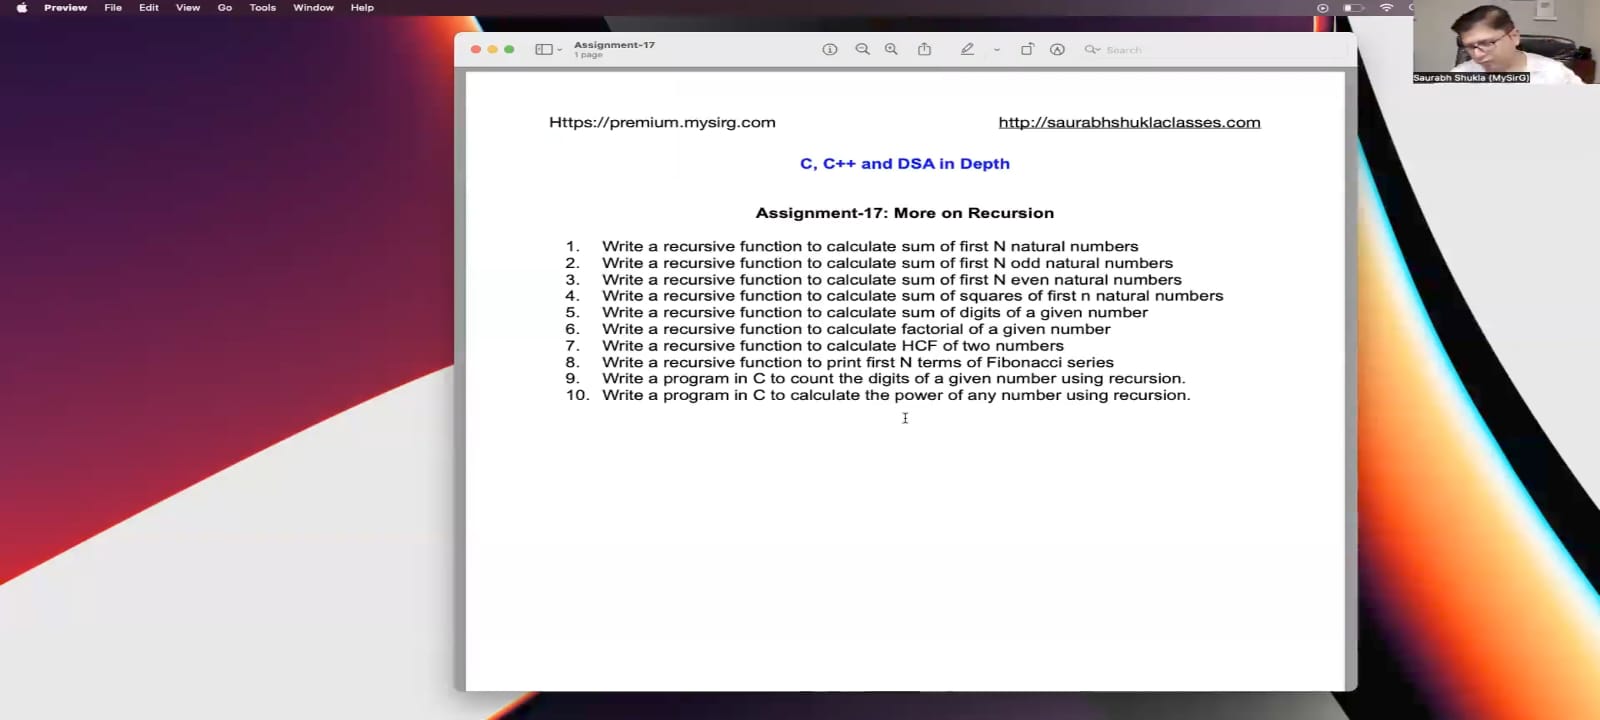 Preview File Edit View Go Tools Window Help
Assignment-17
1 page
Search
Saurabh Shukla (MySirG)
Https://premium.mysirg.com http://saurabhshuklaclasses.com
C, C++ and DSA in Depth
Assignment-17: More on Recursion
1. Write a recursive function to calculate sum of first N natural numbers
2. Write a recursive function to calculate sum of first N odd natural numbers
3. Write a recursive function to calculate sum of first N even natural numbers
4. Write a recursive function to calculate sum of squares of first n natural numbers
5. Write a recursive function to calculate sum of digits of a given number
6. Write a recursive function to calculate factorial of a given number
7. Write a recursive function to calculate HCF of two numbers
8. Write a recursive function to print first N terms of Fibonacci series
9. Write a program in C to count the digits of a given number using recursion.
10. Write a program in C to calculate the power of any number using recursion.